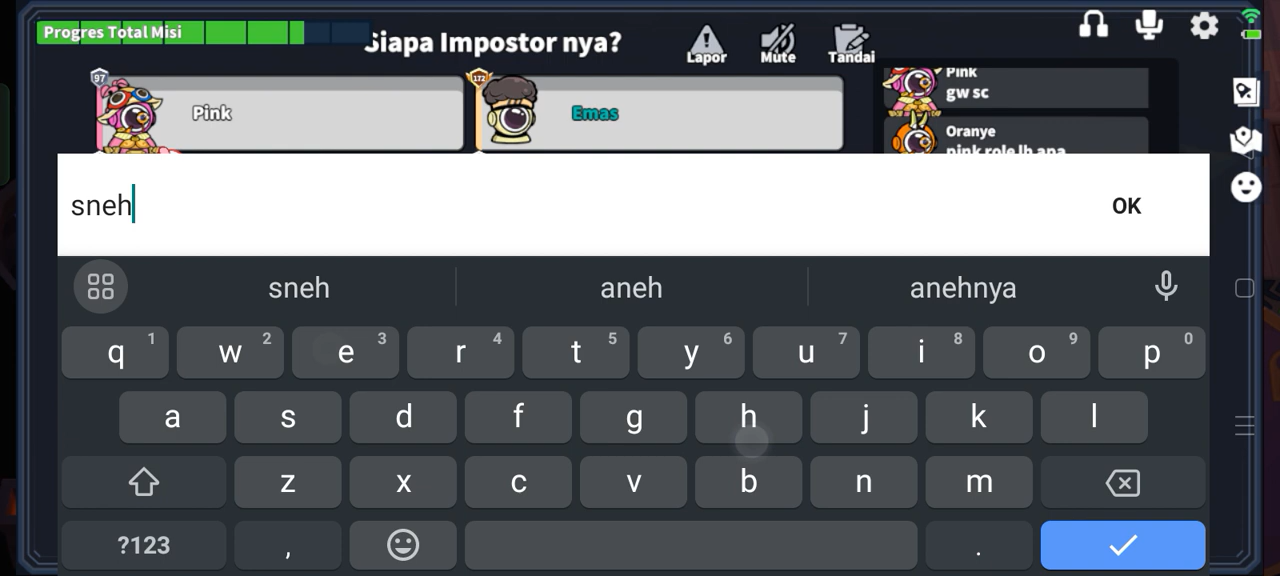 Progres Total Misi
Siapa Impostor nya?
Lapor
Mute
Tandai
97
Pink
172
Emas
Pink
gw sc
Oranye
pink role lh apa
sneh
OK
sneh
aneh
anehnya
q 1 w 2 e 3 r 4 t 5 y 6 u 7 i 8 o 9 p 0
a s d f g h j k l
z x c v b n m
?123 , .